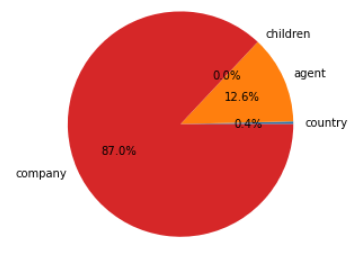 children
0.0%
agent
12.6%
country
0.4%
87.0%
company